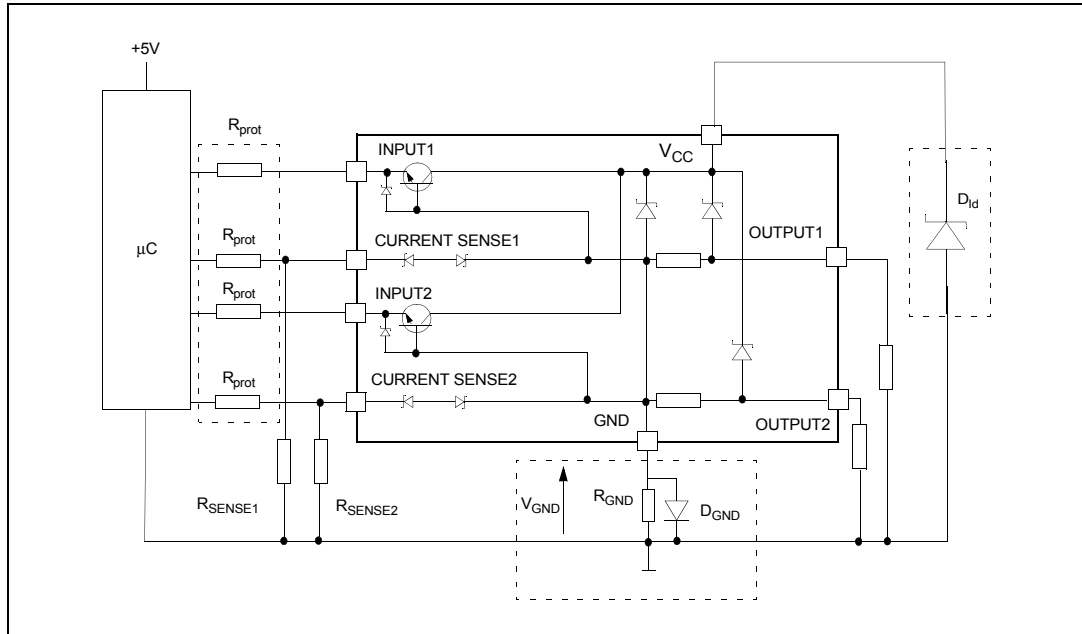 +5V
Rprot
INPUT1
VCC
Dld
OUTPUT1
Rprot
CURRENT SENSE1
μC
Rprot
INPUT2
Rprot
CURRENT SENSE2
GND
OUTPUT2
RSENSE1
RSENSE2
VGND
RGND
DGND